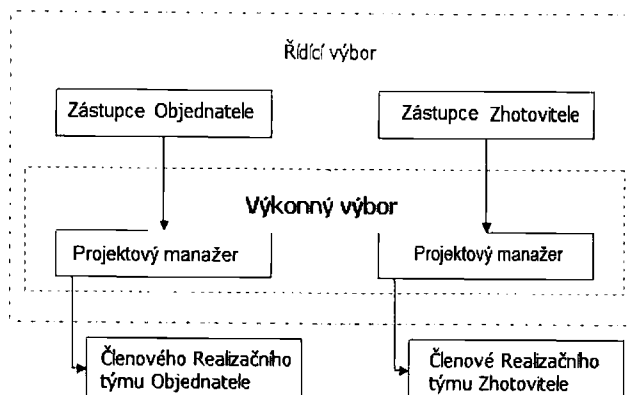 Řídící výbor
Zástupce Objednatele
Zástupce Zhotovitele
Výkonný výbor
Projektový manažer
Projektový manažer
Členového Realizačního
týmu Objednatele
Členové Realizačního
týmu Zhotovitele